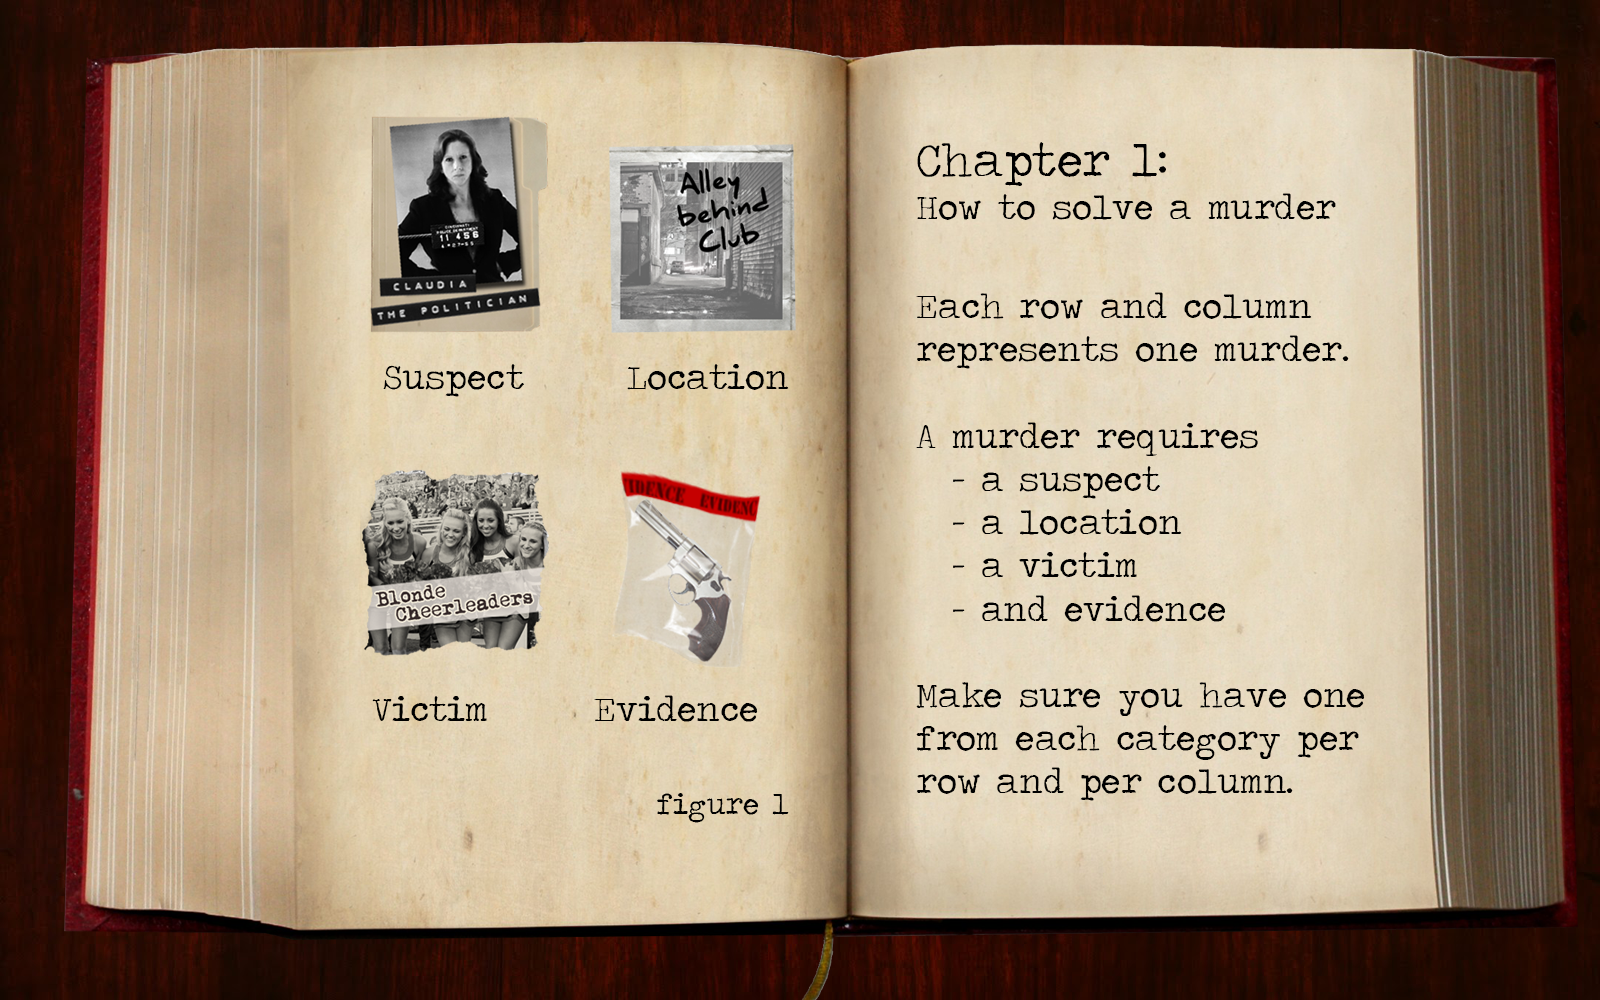 CLAUDIA
THE POLITICIAN
11 456
Suspect
Alley
behind
Club
Location
Blonde
Cheerleaders
Victim
IDENCE EVIDENC
Evidence
figure 1
Chapter 1:
How to solve a murder
Each row and column
represents one murder.
A murder requires
- a suspect
- a location
- a victim
- and evidence
Make sure you have one
from each category per
row and per column.